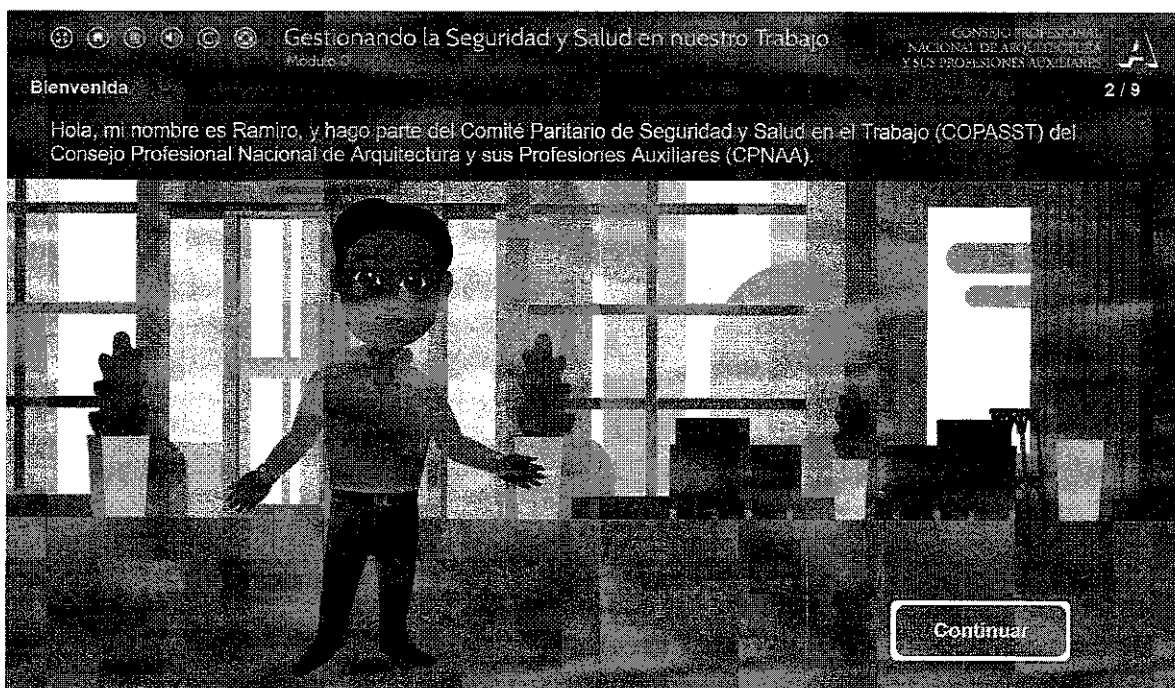 Gestionando la Seguridad y Salud en nuestro Trabajo
Modulo 0
CONSEJO PROFESIONAL
NACIONAL DE ARQUITECTURA
Y SUS PROFESIONES AUXILIARES
Bienvenida
2 / 9
Hola, mi nombre es Ramiro, y hago parte del Comité Paritario de Seguridad y Salud en el Trabajo (COPASST) del
Consejo Profesional Nacional de Arquitectura y sus Profesiones Auxiliares (CPNAA).
Continuar